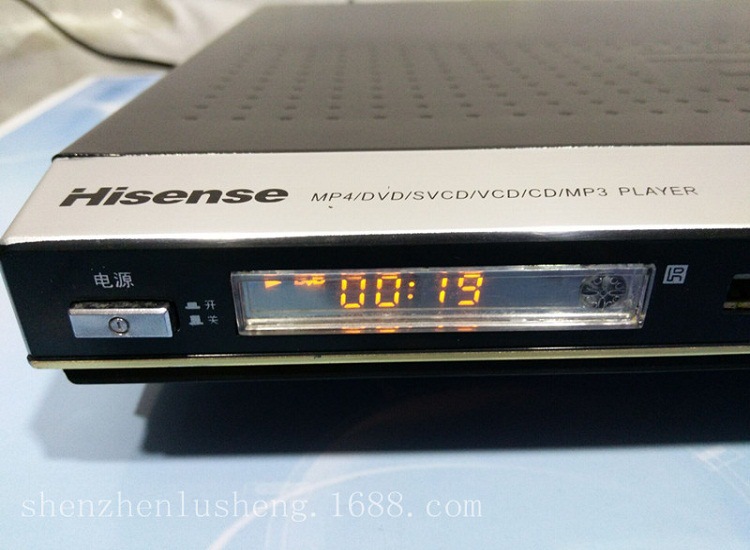 Hisense MP4/DVD/SVCD/VCD/CD/MP3 PLAYER
电源
开
关
00:19
shenzhenlusheng.1688.com